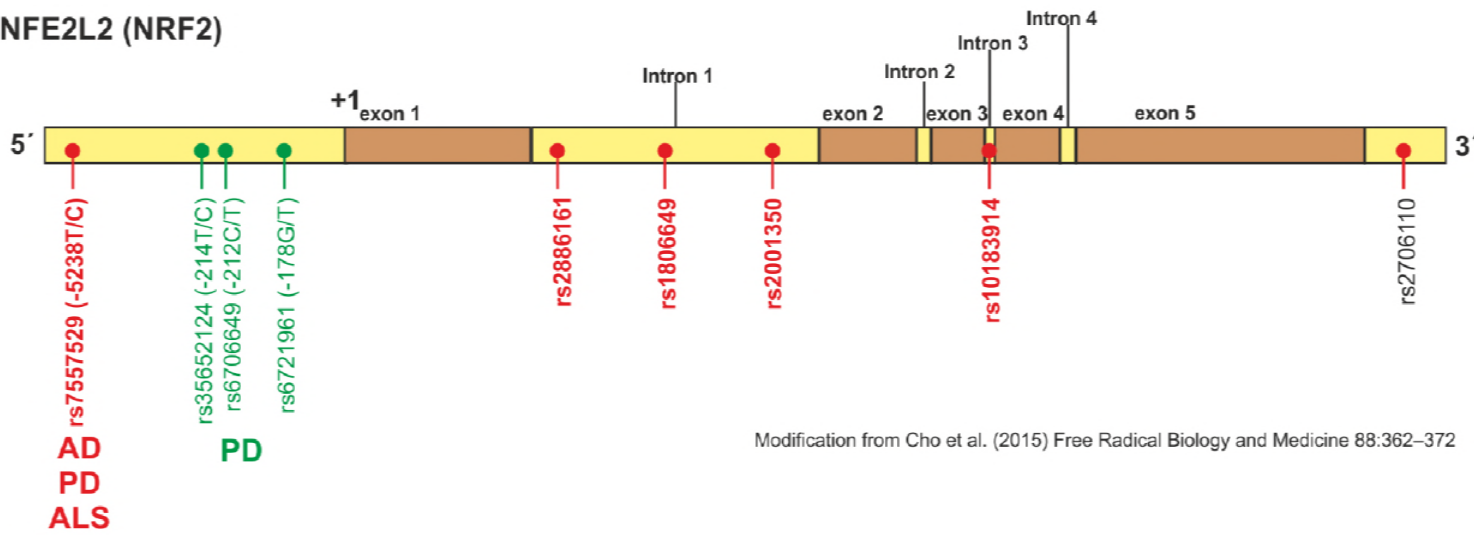 NFE2L2 (NRF2)
Intron 4
Intron 3
Intron 1
Intron 2
+1
exon 1
exon 2
exon 3
exon 4
exon 5
5´
3´
rs7557529 (-5238T/C)
rs35652124 (-214T/C)
rs6706649 (-212C/T)
rs6721961 (-178G/T)
rs2886161
rs1806649
rs2001350
rs10183914
rs2706110
AD
PD
ALS
PD
Modification from Cho et al. (2015) Free Radical Biology and Medicine 88:362–372